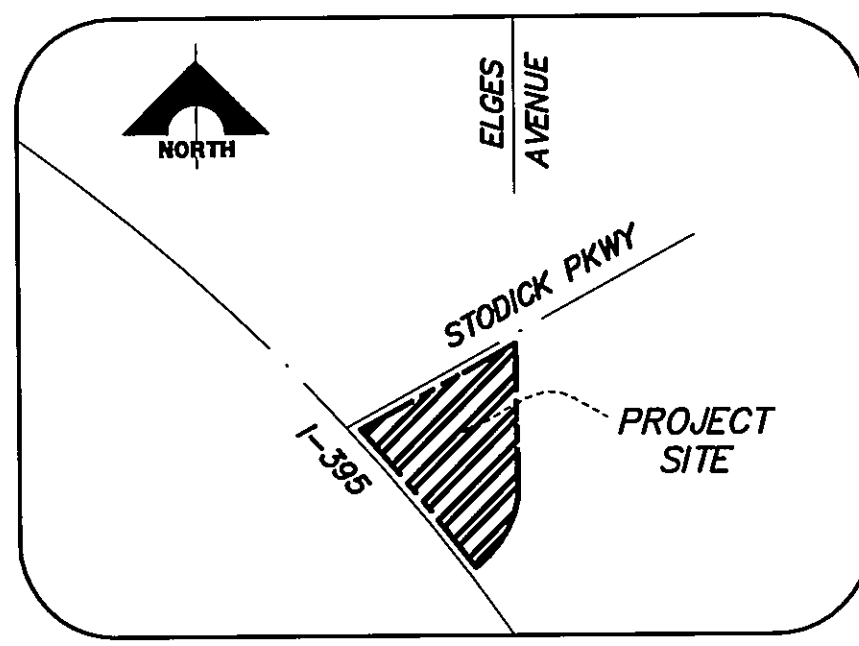 NORTH
ELGES
AVENUE
STODICK PKWY
I-395
PROJECT
SITE